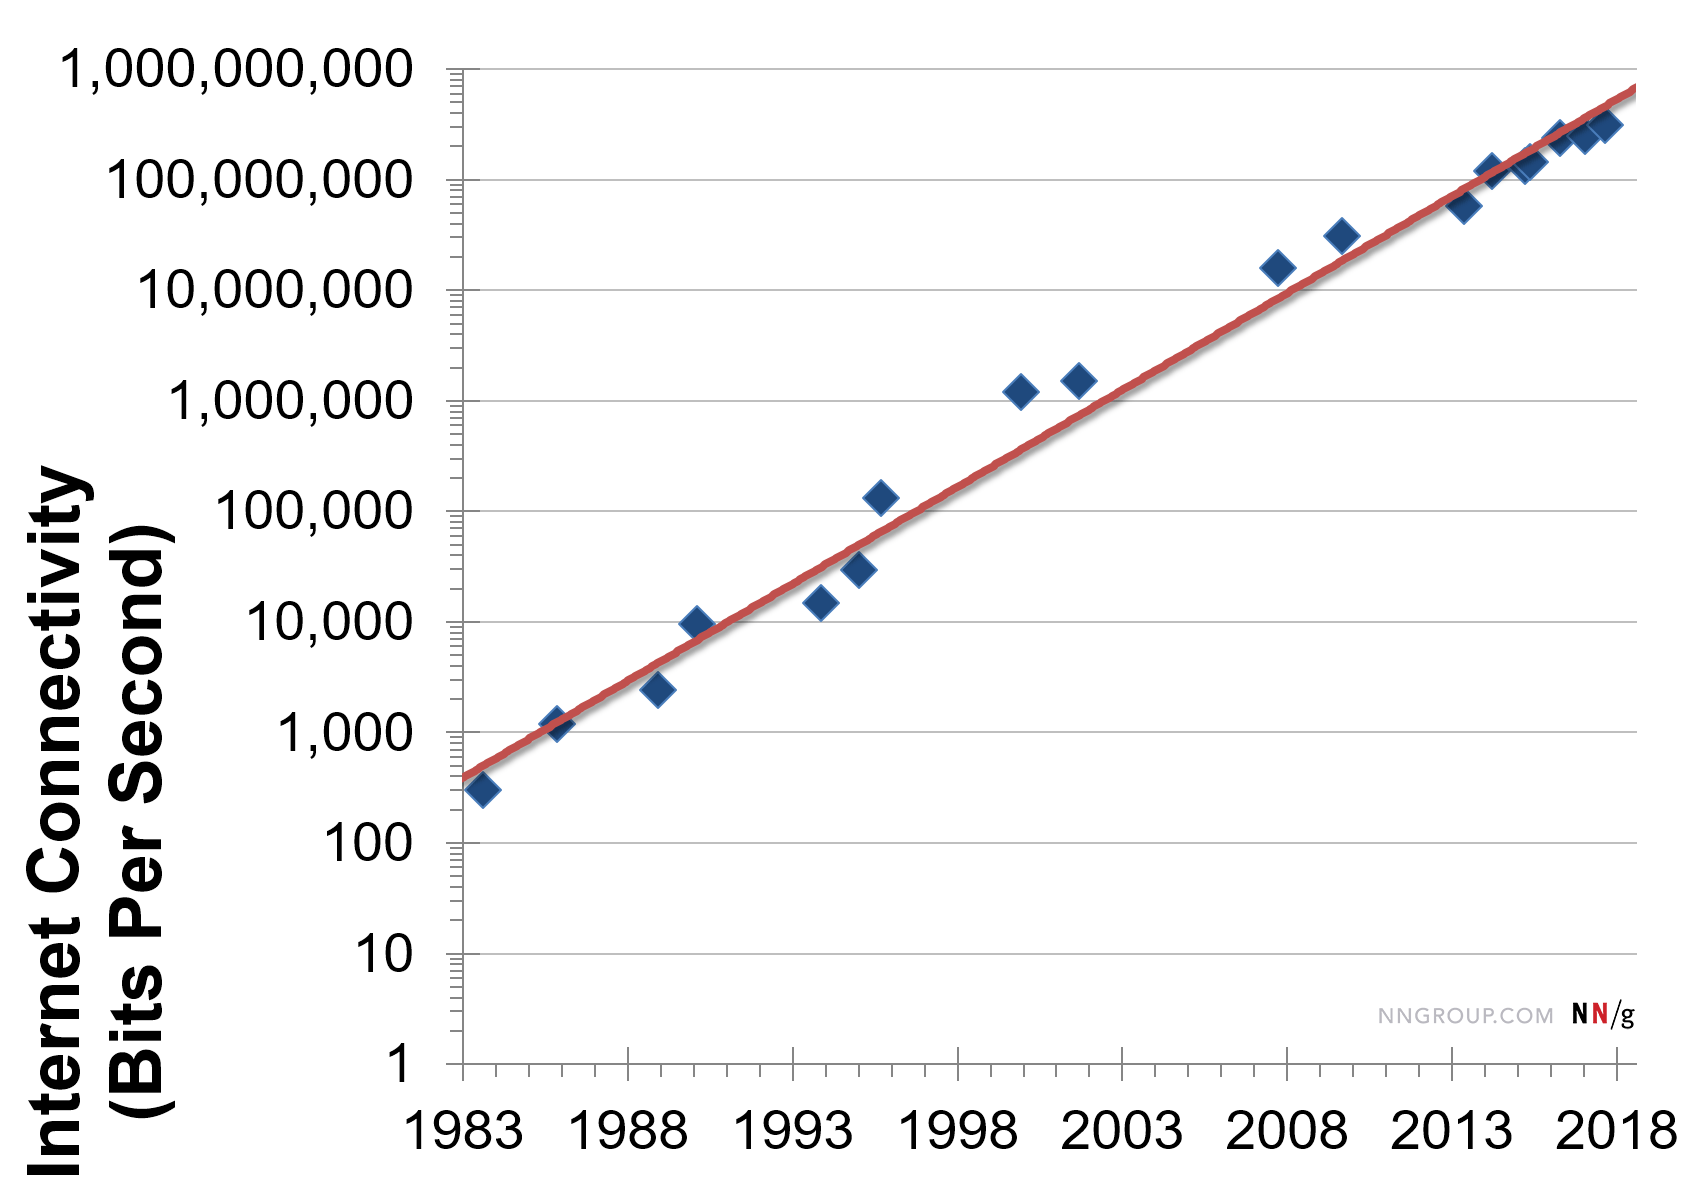 1,000,000,000
100,000,000
10,000,000
1,000,000
100,000
10,000
1,000
100
10
1
Internet Connectivity
(Bits Per Second)
NNGROUP.COM NN/g
1983 1988 1993 1998 2003 2008 2013 2018